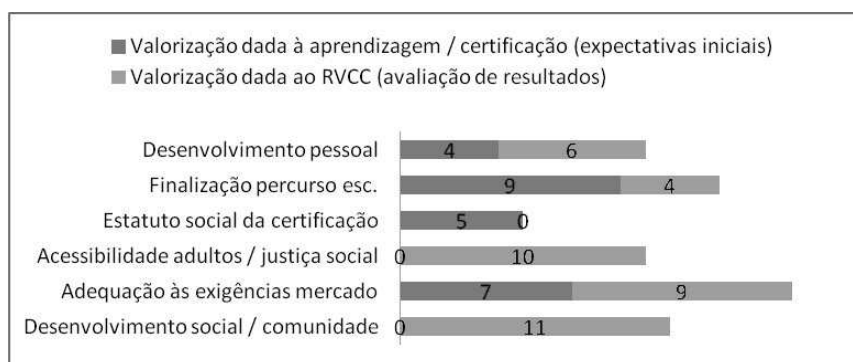 Valorização dada à aprendizagem / certificação (expectativas iniciais)
Valorização dada ao RVCC (avaliação de resultados)
Desenvolvimento pessoal 4 6
Finalização percurso esc. 9 4
Estatuto social da certificação 5 0
Acessibilidade adultos / justiça social 0 10
Adequação às exigências mercado 7 9
Desenvolvimento social / comunidade 0 11